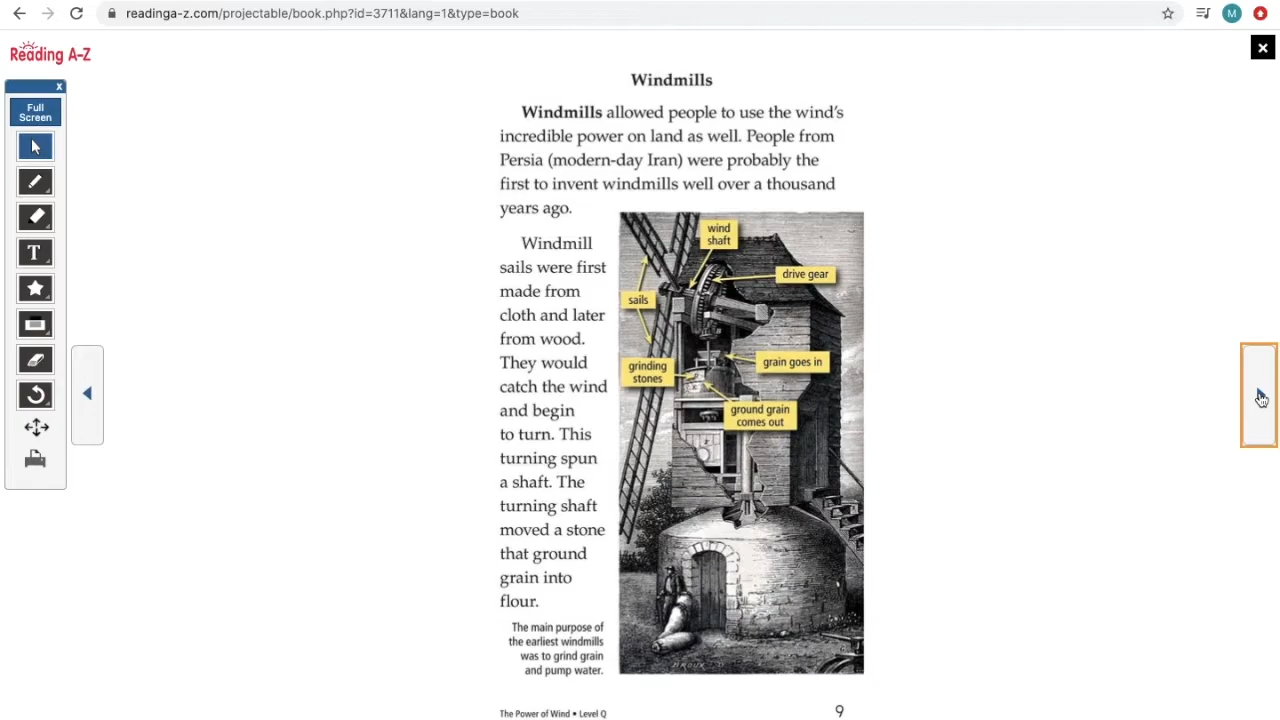 readinga-z.com/projectable/book.php?id=3711&lang=1&type=book
M
Reading A-Z
x
Full
Screen
T
Windmills
Windmills allowed people to use the wind's
incredible power on land as well. People from
Persia (modern-day Iran) were probably the
first to invent windmills well over a thousand
years ago.
Windmill
sails were first
made from
cloth and later
from wood.
They would
catch the wind
and begin
to turn. This
turning spun
a shaft. The
turning shaft
moved a stone
that ground
grain into
flour.
The main purpose of
the earliest windmills
was to grind grain
and pump water.
wind
shaft
drive gear
sails
grain goes in
grinding
stones
ground grain
comes out
The Power of Wind • Level Q
9